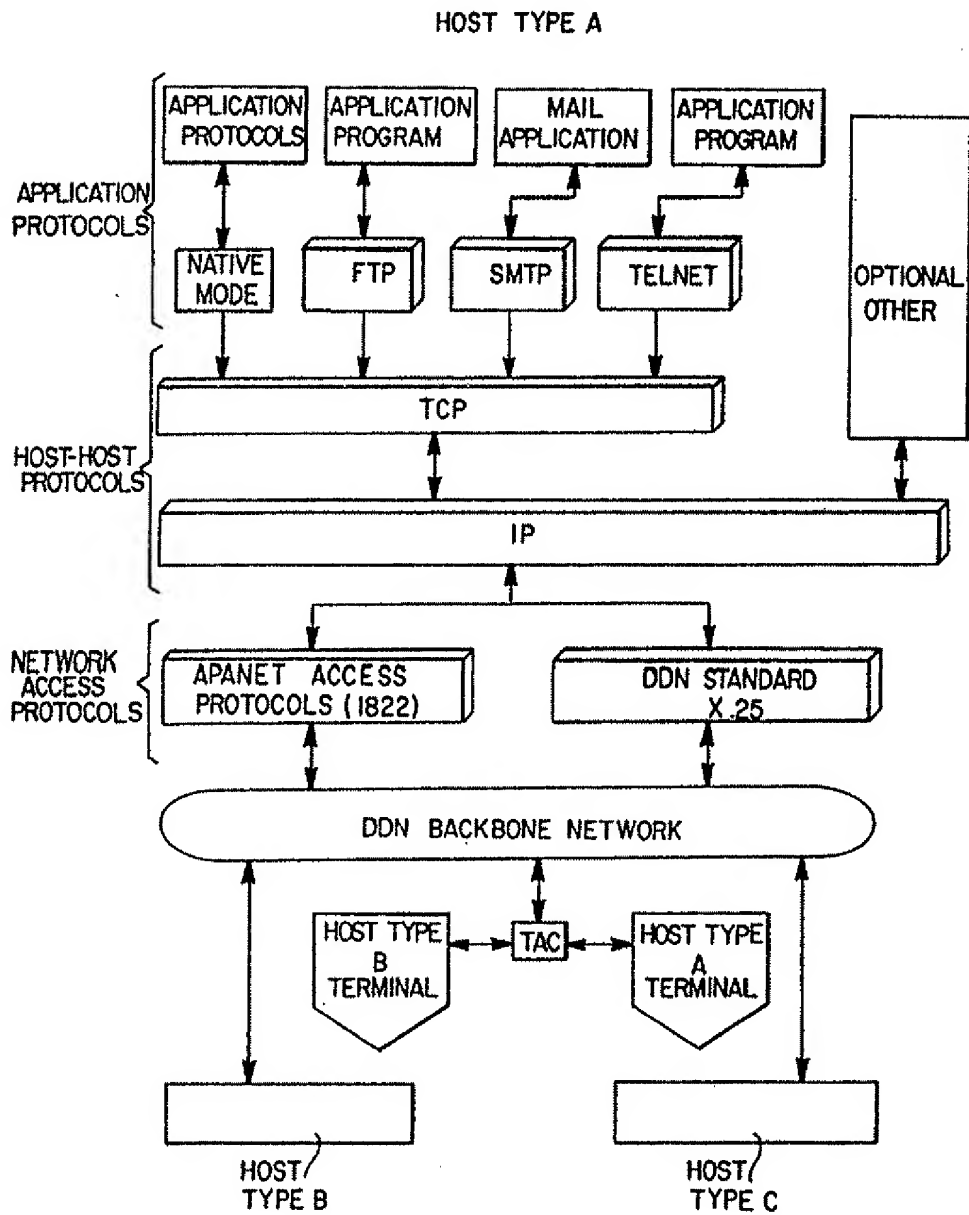 HOST TYPE A
APPLICATION
PROTOCOLS
APPLICATION
PROGRAM
MAIL
APPLICATION
APPLICATION
PROGRAM
APPLICATION
PROTOCOLS
NATIVE
MODE
FTP
SMTP
TELNET
OPTIONAL
OTHER
TCP
HOST-HOST
PROTOCOLS
IP
NETWORK
ACCESS
PROTOCOLS
APANET ACCESS
PROTOCOLS (1822)
DDN STANDARD
X.25
DDN BACKBONE NETWORK
HOST TYPE
B
TERMINAL
TAC
HOST TYPE
A
TERMINAL
HOST
TYPE B
HOST
TYPE C